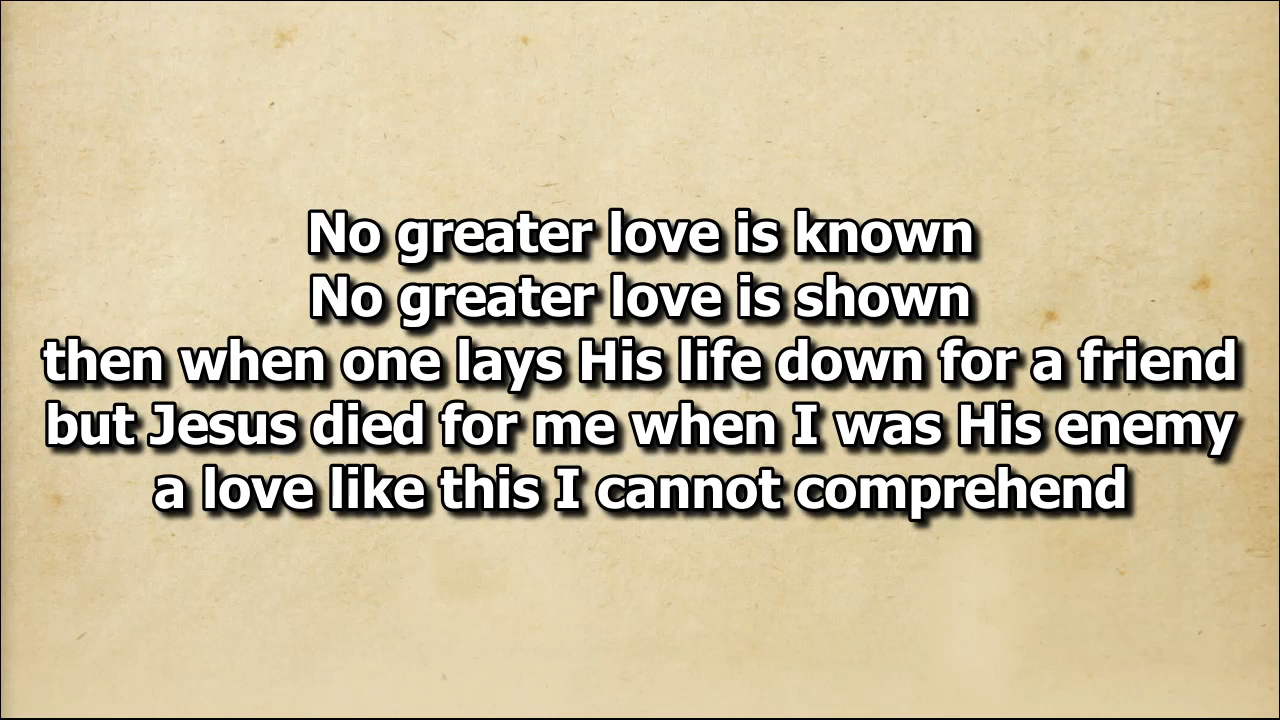 No greater love is known
No greater love is shown
then when one lays His life down for a friend
but Jesus died for me when I was His enemy
a love like this I cannot comprehend